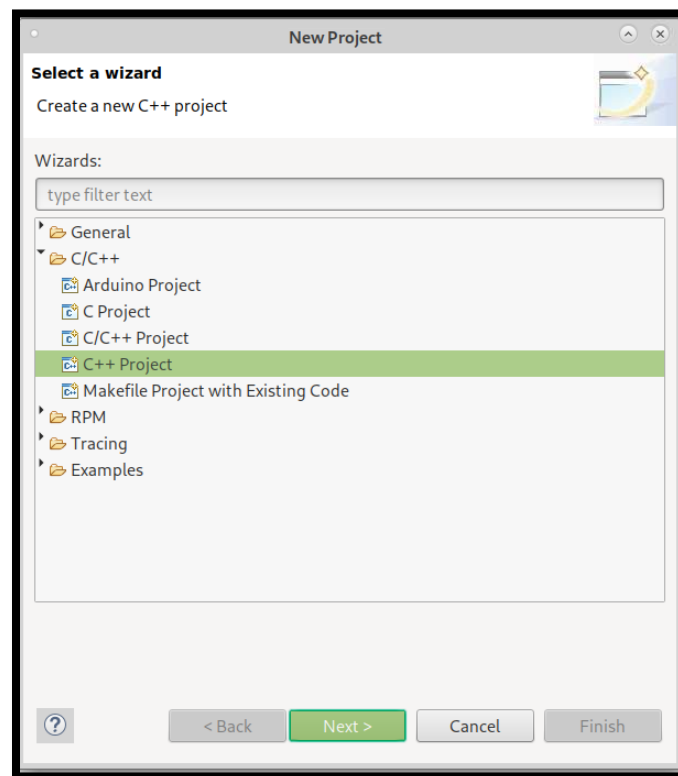 New Project
Select a wizard
Create a new C++ project
Wizards:
type filter text
General
C/C++
Arduino Project
C Project
C/C++ Project
C++ Project
Makefile Project with Existing Code
RPM
Tracing
Examples
? < Back Next > Cancel Finish